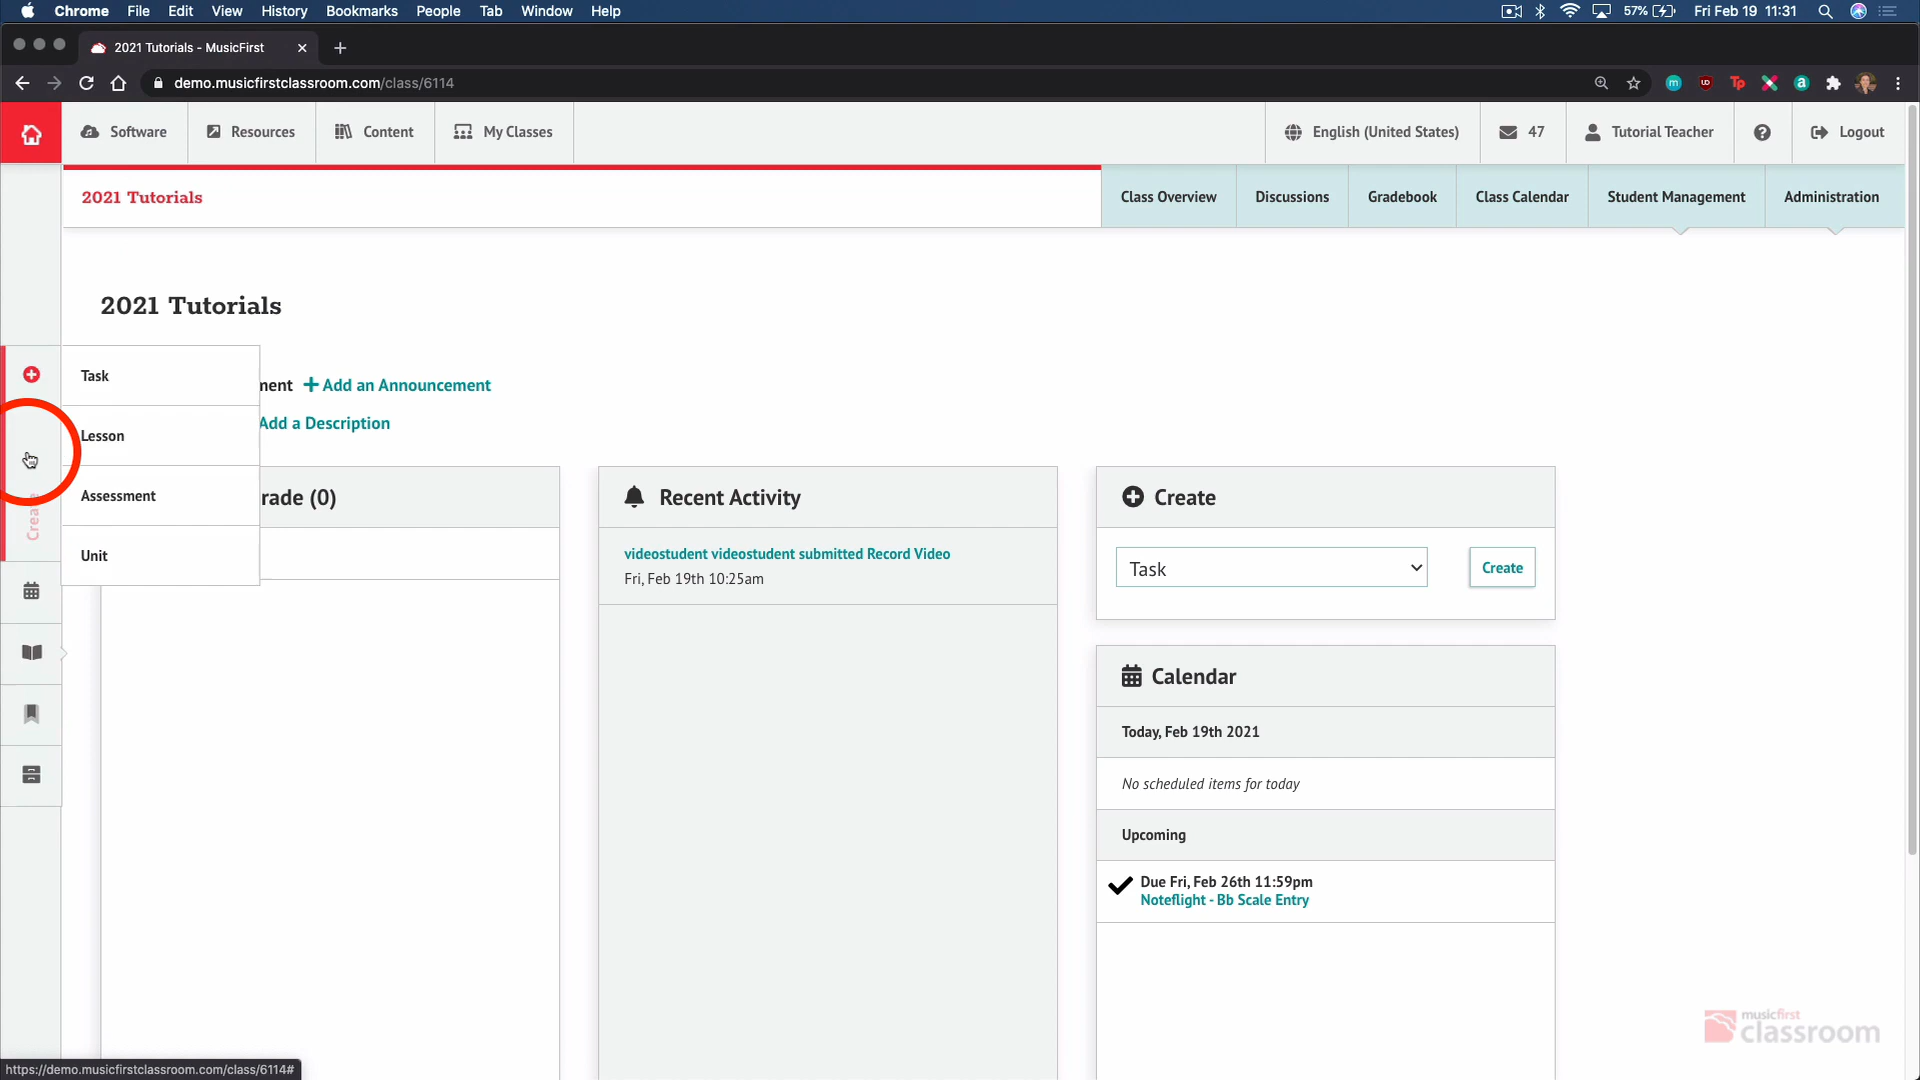 Chrome File Edit View History Bookmarks People Tab Window Help 57% Fri Feb 19 11:31
2021 Tutorials - MusicFirst
demo.musicfirstclassroom.com/class/6114
Software Resources Content My Classes English (United States) 47 Tutorial Teacher Logout
2021 Tutorials Class Overview Discussions Gradebook Class Calendar Student Management Administration
2021 Tutorials
Task
ment Add an Announcement
Add a Description
Lesson
Assessment
Unit
Crea
rade (0)
Recent Activity
videostudent videostudent submitted Record Video
Fri, Feb 19th 10:25am
Create
Task Create
Calendar
Today, Feb 19th 2021
No scheduled items for today
Upcoming
Due Fri, Feb 26th 11:59pm
Noteflight - Bb Scale Entry
musicfirst
classroom
https://demo.musicfirstclassroom.com/class/6114#